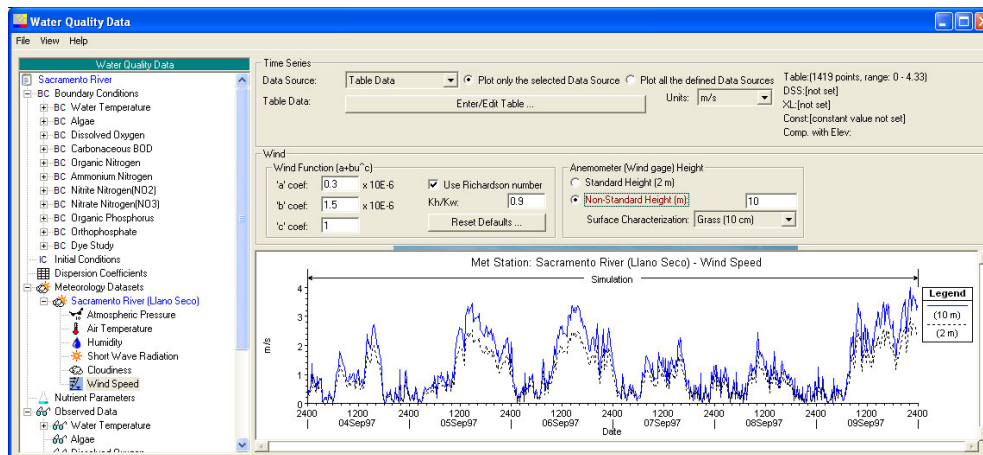 Water Quality Data
File View Help
Water Quality Data
Sacramento River
BC Boundary Conditions
BC Water Temperature
BC Algae
BC Dissolved Oxygen
BC Carbonaceous BOD
BC Organic Nitrogen
BC Ammonium Nitrogen
BC Nitrite Nitrogen(NO2)
BC Nitrate Nitrogen(NO3)
BC Organic Phosphorus
BC Orthophosphate
BC Dye Study
IC Initial Conditions
Dispersion Coefficients
Meteorology Datasets
Sacramento River (Llano Seco)
Atmospheric Pressure
Air Temperature
Humidity
Short Wave Radiation
Cloudiness
Wind Speed
Nutrient Parameters
Observed Data
Water Temperature
Algae
Dissolved Oxygen
Time Series
Data Source: Table Data Plot only the selected Data Source Plot all the defined Data Sources
Table Data: Enter/Edit Table ... Units: m/s
Table:(1419 points, range: 0 - 4.33)
DSS:[not set]
XL:[not set]
Const:[constant value not set]
Comp. with Elev:
Wind
Wind Function (a+bu^c)
'a' coef: 0.3 x 10E-6 Use Richardson number
'b' coef: 1.5 x 10E-6 Kh/Kw: 0.9
'c' coef: 1 Reset Defaults ...
Anemometer (Wind gage) Height
Standard Height (2 m)
Non-Standard Height (m) 10
Surface Characterization: Grass (10 cm)
Met Station: Sacramento River (Llano Seco) - Wind Speed
Simulation
4
3
2
1
0
m/s
2400 1200 2400 1200 2400 1200 2400 1200 2400 1200 2400 1200 2400
04Sep97 05Sep97 06Sep97 07Sep97 08Sep97 09Sep97
Date
Legend
(10 m)
(2 m)